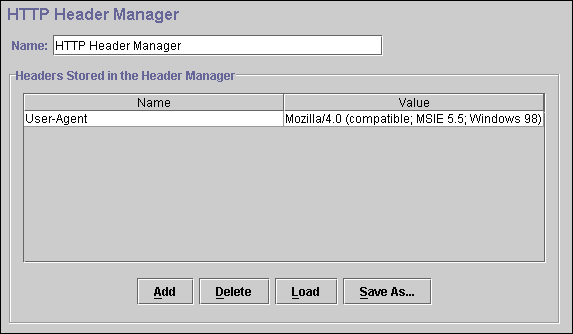 HTTP Header Manager
Name: HTTP Header Manager
Headers Stored in the Header Manager
Name Value
User-Agent Mozilla/4.0 (compatible; MSIE 5.5; Windows 98)
Add Delete Load Save As...